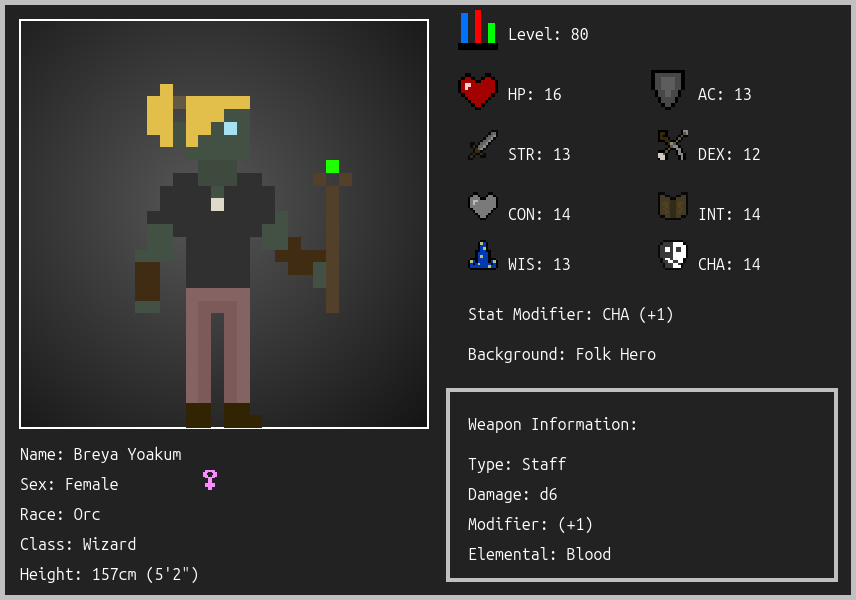 Level: 80
HP: 16
AC: 13
STR: 13
DEX: 12
CON: 14
INT: 14
WIS: 13
CHA: 14
Stat Modifier: CHA (+1)
Background: Folk Hero
Weapon Information:
Type: Staff
Damage: d6
Modifier: (+1)
Elemental: Blood
Name: Breya Yoakum
Sex: Female
Race: Orc
Class: Wizard
Height: 157cm (5'2")